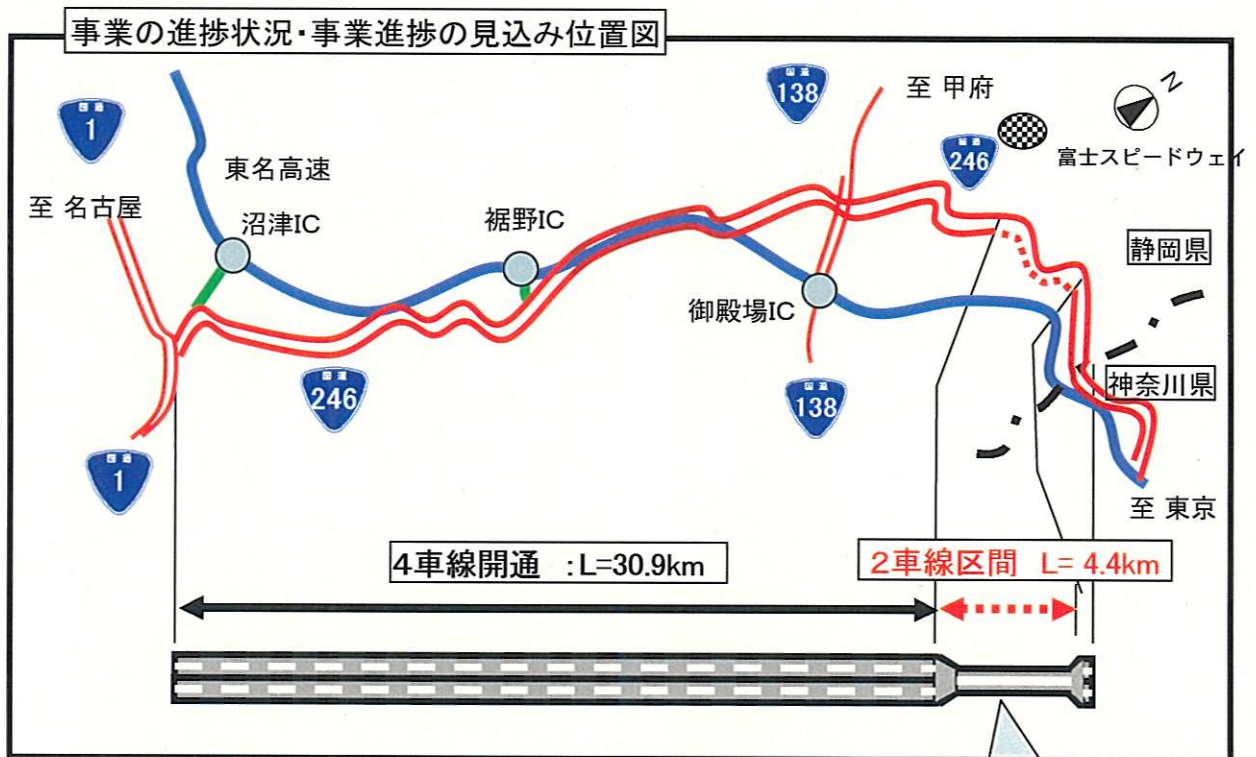 事業の進捗状況・事業進捗の見込み位置図
国道
1
至 名古屋
東名高速
沼津IC
裾野IC
国道
138
至 甲府
国道
246
N
富士スピードウェイ
静岡県
御殿場IC
神奈川県
国道
246
国道
138
国道
1
至 東京
4車線開通 :L=30.9km
2車線区間 L= 4.4km